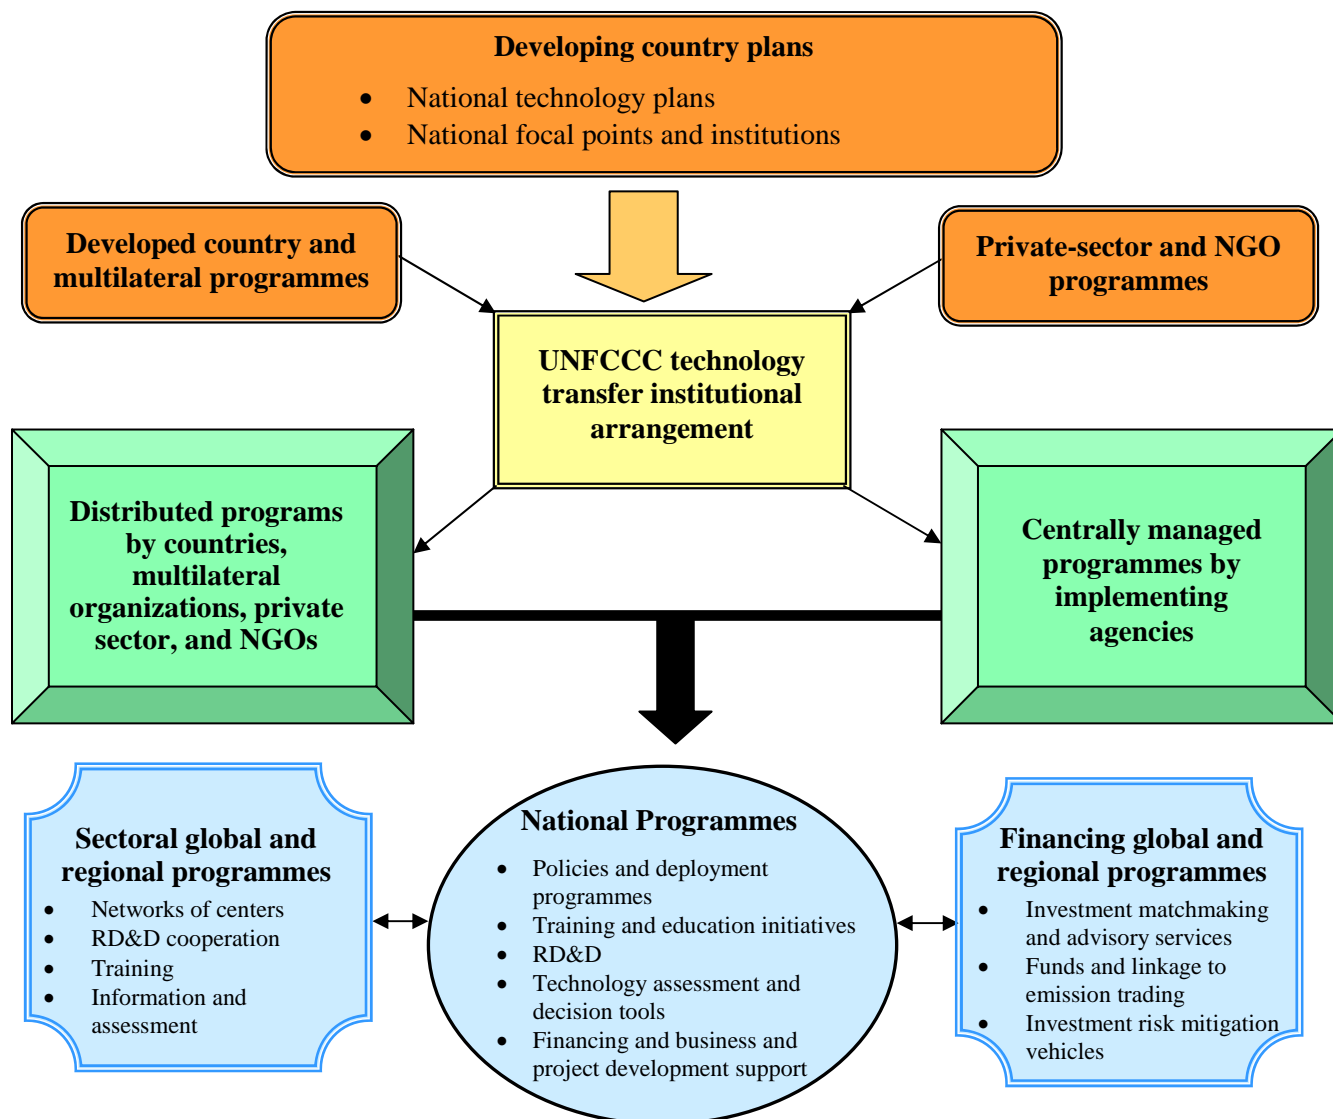 Developing country plans
• National technology plans
• National focal points and institutions
Developed country and
multilateral programmes
Private-sector and NGO
programmes
UNFCCC technology
transfer institutional
arrangement
Distributed programs
by countries,
multilateral
organizations, private
sector, and NGOs
Centrally managed
programmes by
implementing
agencies
Sectoral global and
regional programmes
• Networks of centers
• RD&D cooperation
• Training
• Information and
assessment
National Programmes
• Policies and deployment
programmes
• Training and education initiatives
• RD&D
• Technology assessment and
decision tools
• Financing and business and
project development support
Financing global and
regional programmes
• Investment matchmaking
and advisory services
• Funds and linkage to
emission trading
• Investment risk mitigation
vehicles